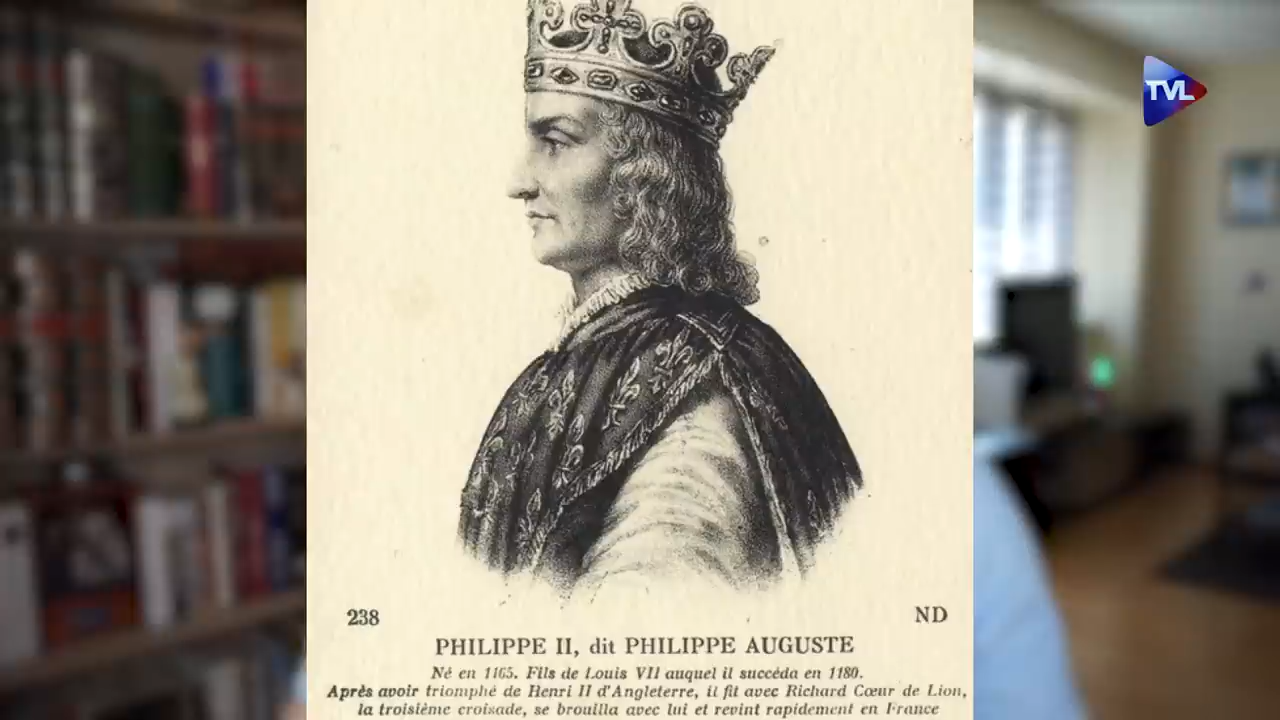 TVL
238
ND
PHILIPPE II, dit PHILIPPE AUGUSTE
Né en 1165. Fils de Louis VII auquel il succéda en 1180.
Après avoir triomphé de Henri II d'Angleterre, il fit avec Richard Cœur de Lion,
la troisième croisade, se brouilla avec lui et revint rapidement en France